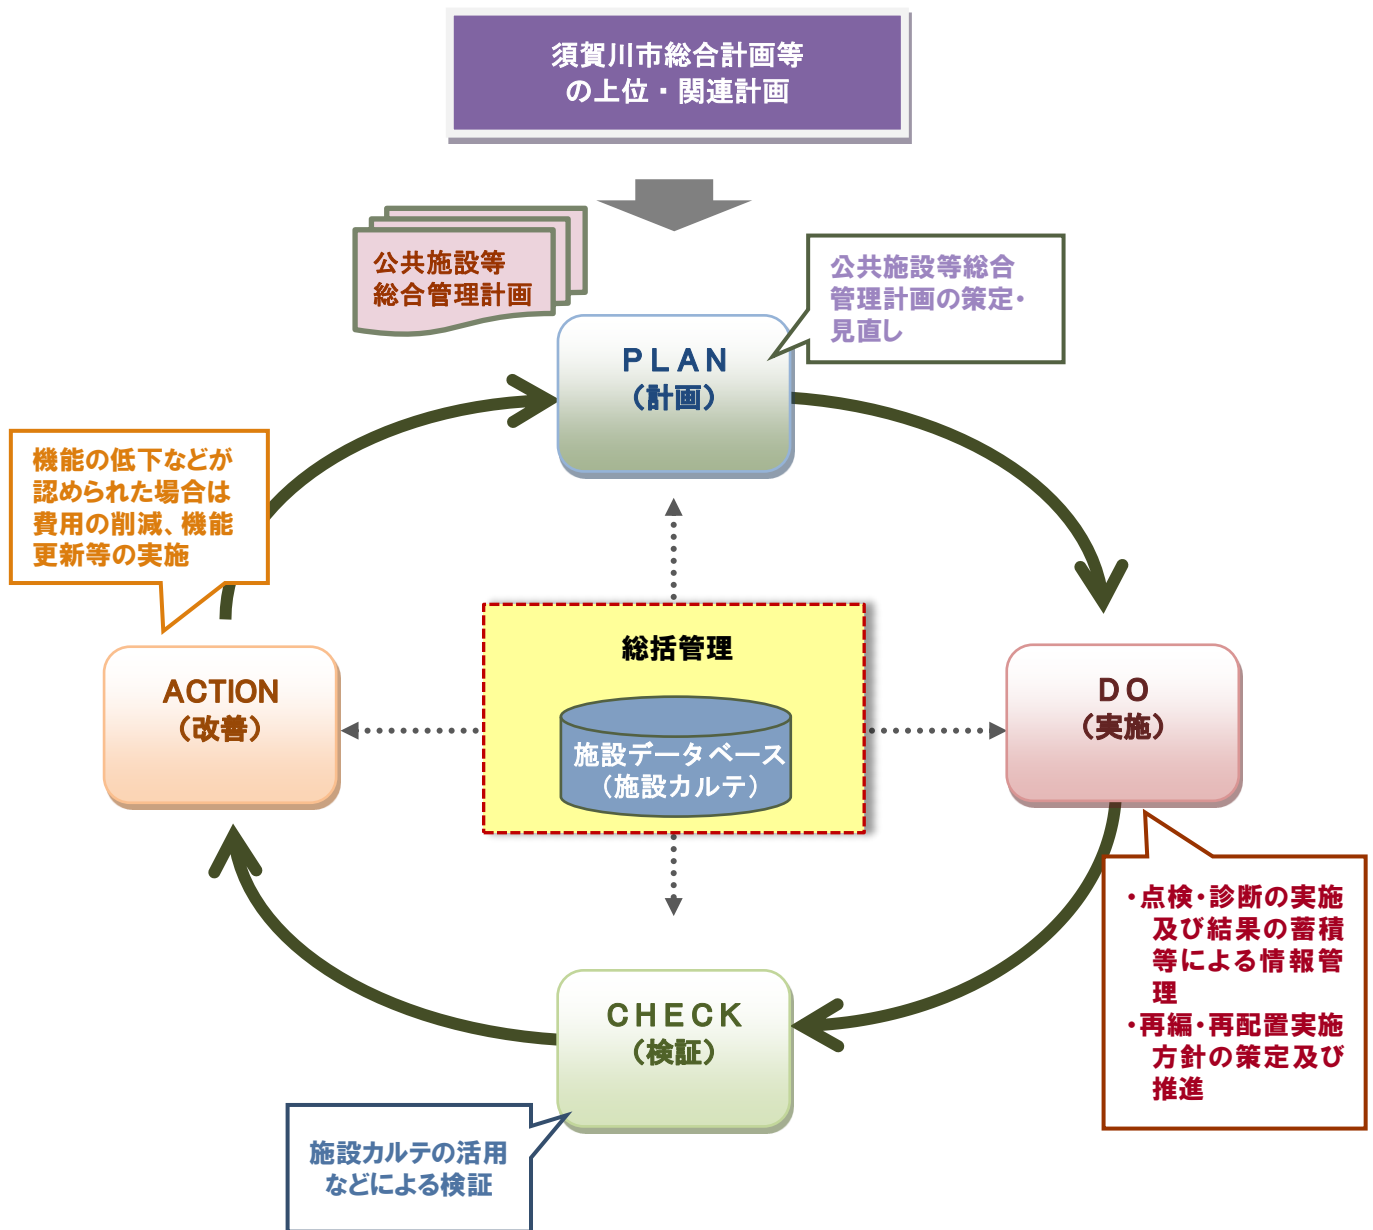 須賀川市総合計画等
の上位・関連計画
公共施設等
総合管理計画
公共施設等総合
管理計画の策定・
見直し
ＰＬＡＮ
（計画）
機能の低下などが
認められた場合は
費用の削減、機能
更新等の実施
総括管理
施設データベース
（施設カルテ）
ACTION
（改善）
ＤＯ
（実施）
・点検・診断の実施
及び結果の蓄積
等による情報管
理
・再編・再配置実施
方針の策定及び
推進
ＣＨＥＣＫ
（検証）
施設カルテの活用
などによる検証